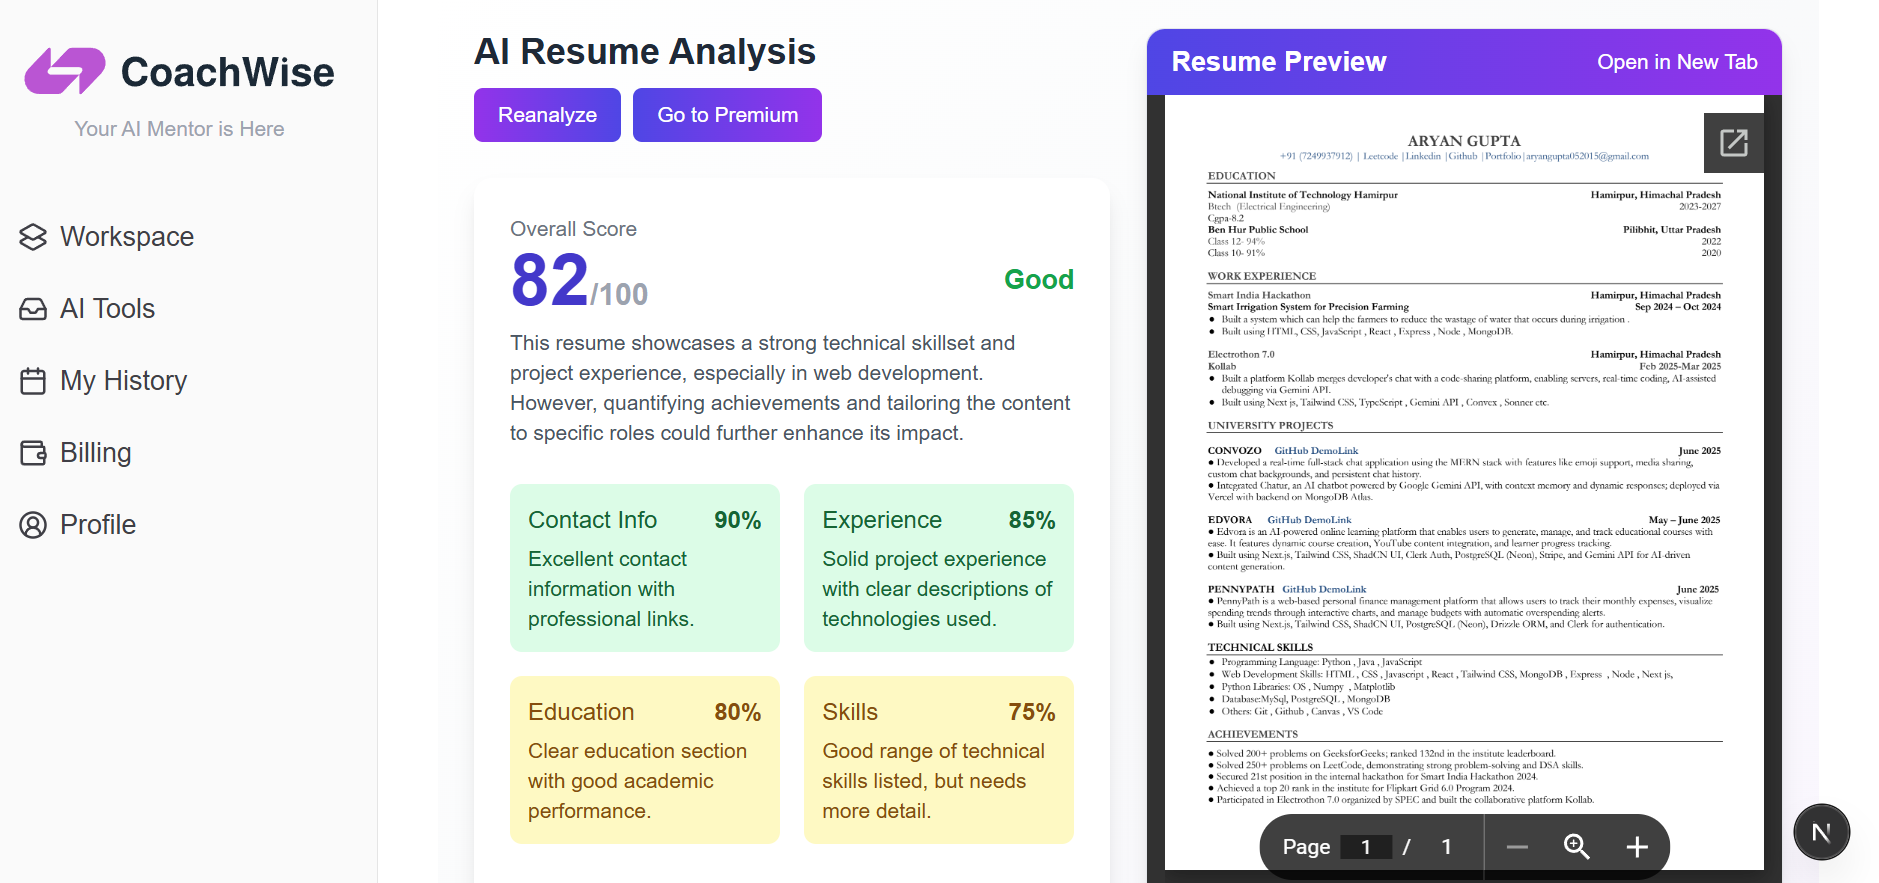 CoachWise
Your AI Mentor is Here
Workspace
AI Tools
My History
Billing
Profile
AI Resume Analysis
Reanalyze
Go to Premium
Overall Score
82/100
Good
This resume showcases a strong technical skillset and
project experience, especially in web development.
However, quantifying achievements and tailoring the content
to specific roles could further enhance its impact.
Contact Info 90%
Excellent contact
information with
professional links.
Experience 85%
Solid project experience
with clear descriptions of
technologies used.
Education 80%
Clear education section
with good academic
performance.
Skills 75%
Good range of technical
skills listed, but needs
more detail.
Resume Preview
Open in New Tab
ARYAN GUPTA
+91 (7249937912) | Leetcode |Linkedin |Github |Portfolio|aryangupta052015@gmail.com
EDUCATION
National Institute of Technology Hamirpur Hamirpur, Himachal Pradesh
Btech (Electrical Engineering) 2023-2027
Cgpa-8.2
Ben Hur Public School Pilibhit, Uttar Pradesh
Class 12- 94% 2022
Class 10- 91% 2020
WORK EXPERIENCE
Smart India Hackathon Hamirpur, Himachal Pradesh
Smart Irrigation System for Precision Farming Sep 2024 – Oct 2024
● Built a system which can help the farmers to reduce the wastage of water that occurs during irrigation .
● Built using HTML, CSS, JavaScript , React , Express , Node , MongoDB.
Electrothon 7.0 Hamirpur, Himachal Pradesh
Kollab Feb 2025-Mar 2025
● Built a platform Kollab merges developer's chat with a code-sharing platform, enabling servers, real-time coding, AI-assisted
debugging via Gemini API.
● Built using Next js, Tailwind CSS, TypeScript , Gemini API , Convex , Sonner etc.
UNIVERSITY PROJECTS
CONVOZO GitHub DemoLink June 2025
● Developed a real-time full-stack chat application using the MERN stack with features like emoji support, media sharing,
custom chat backgrounds, and persistent chat history.
● Integrated Chatur, an AI chatbot powered by Google Gemini API, with context memory and dynamic responses; deployed via
Vercel with backend on MongoDB Atlas.
EDVORA GitHub DemoLink May – June 2025
● Edvora is an AI-powered online learning platform that enables users to generate, manage, and track educational courses with
ease. It features dynamic course creation, YouTube content integration, and learner progress tracking.
● Built using Next.js, Tailwind CSS, ShadCN UI, Clerk Auth, PostgreSQL (Neon), Stripe, and Gemini API for AI-driven
content generation.
PENNYPATH GitHub DemoLink June 2025
● PennyPath is a web-based personal finance management platform that allows users to track their monthly expenses, visualize
spending trends through interactive charts, and manage budgets with automatic overspending alerts.
● Built using Next.js, Tailwind CSS, ShadCN UI, PostgreSQL (Neon), Drizzle ORM, and Clerk for authentication.
TECHNICAL SKILLS
● Programming Language: Python , Java , JavaScript
● Web Development Skills: HTML , CSS , Javascript , React , Tailwind CSS, MongoDB , Express , Node , Next js,
● Python Libraries: OS , Numpy , Matplotlib
● Database:MySql, PostgreSQL , MongoDB
● Others: Git , Github , Canvas , VS Code
ACHIEVEMENTS
● Solved 200+ problems on GeeksforGeeks; ranked 132nd in the institute leaderboard.
● Solved 250+ problems on LeetCode, demonstrating strong problem-solving and DSA skills.
● Secured 21st position in the internal hackathon for Smart India Hackathon 2024.
● Achieved a top 20 rank in the institute for Flipkart Grid 6.0 Program 2024.
● Participated in Electrothon 7.0 organized by SPEC and built the collaborative platform Kollab.
Page 1 / 1
N